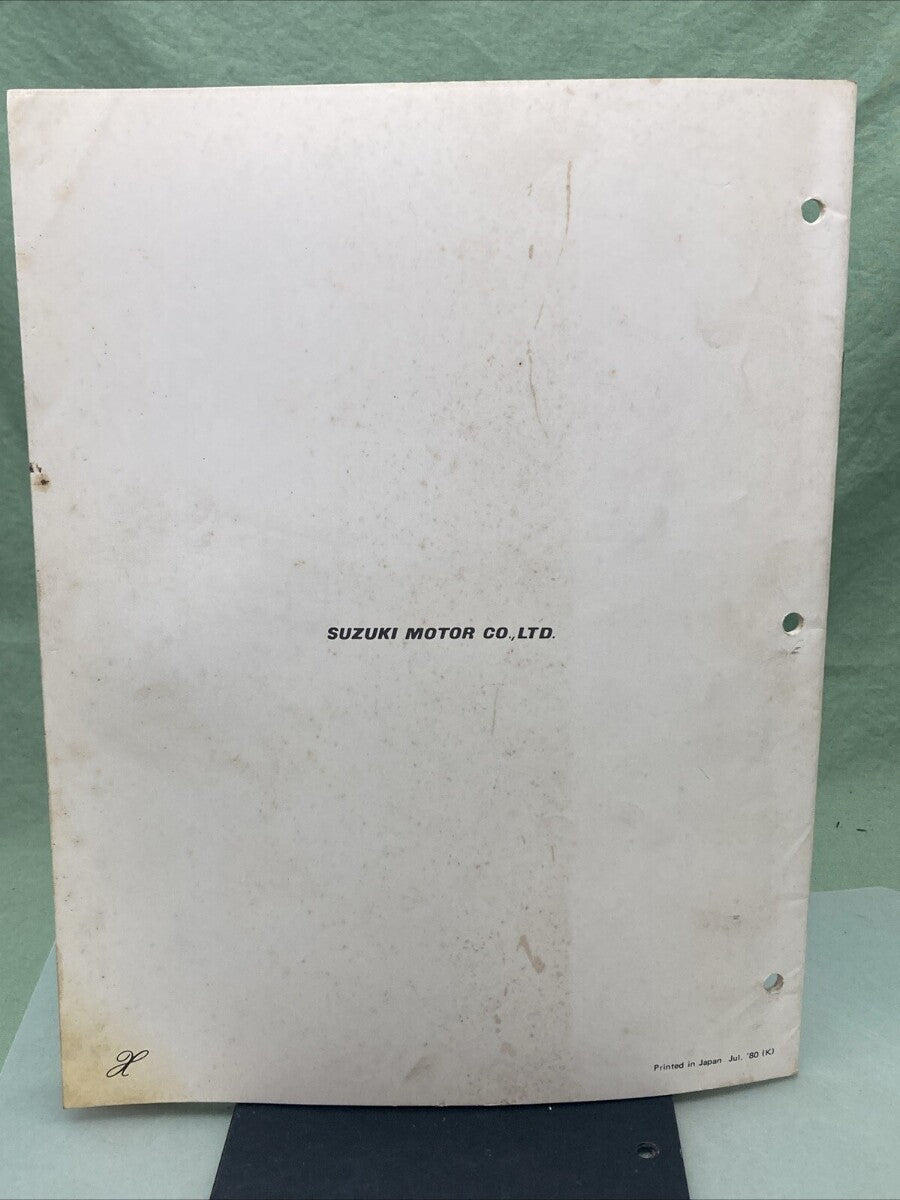 SUZUKI MOTOR CO.,LTD.
X
Printed in Japan Jul. '80 (K)